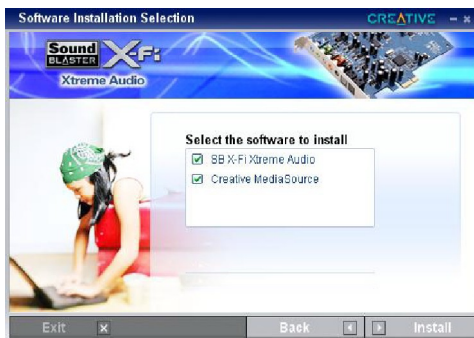 Software Installation Selection
CREATIVE
Sound
BLASTER
X-Fi
Xtreme Audio
Select the software to install
SB X-Fi Xtreme Audio
Creative MediaSource
Exit
Back
Install